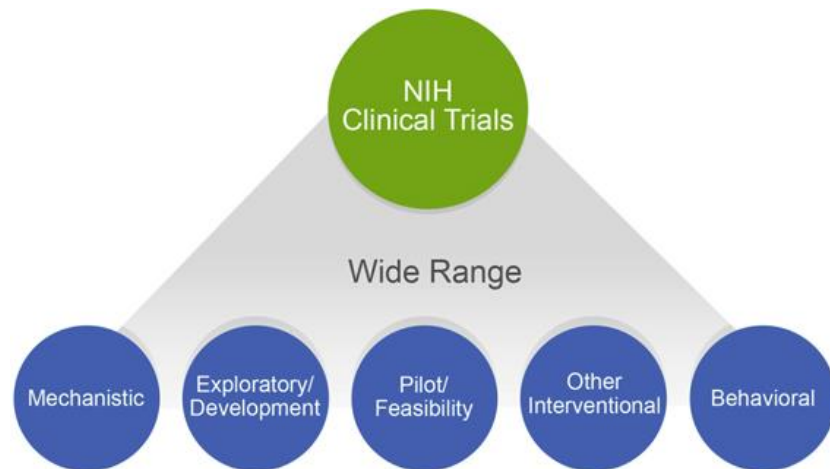 NIH
Clinical Trials
Wide Range
Mechanistic
Exploratory/
Development
Pilot/
Feasibility
Other
Interventional
Behavioral